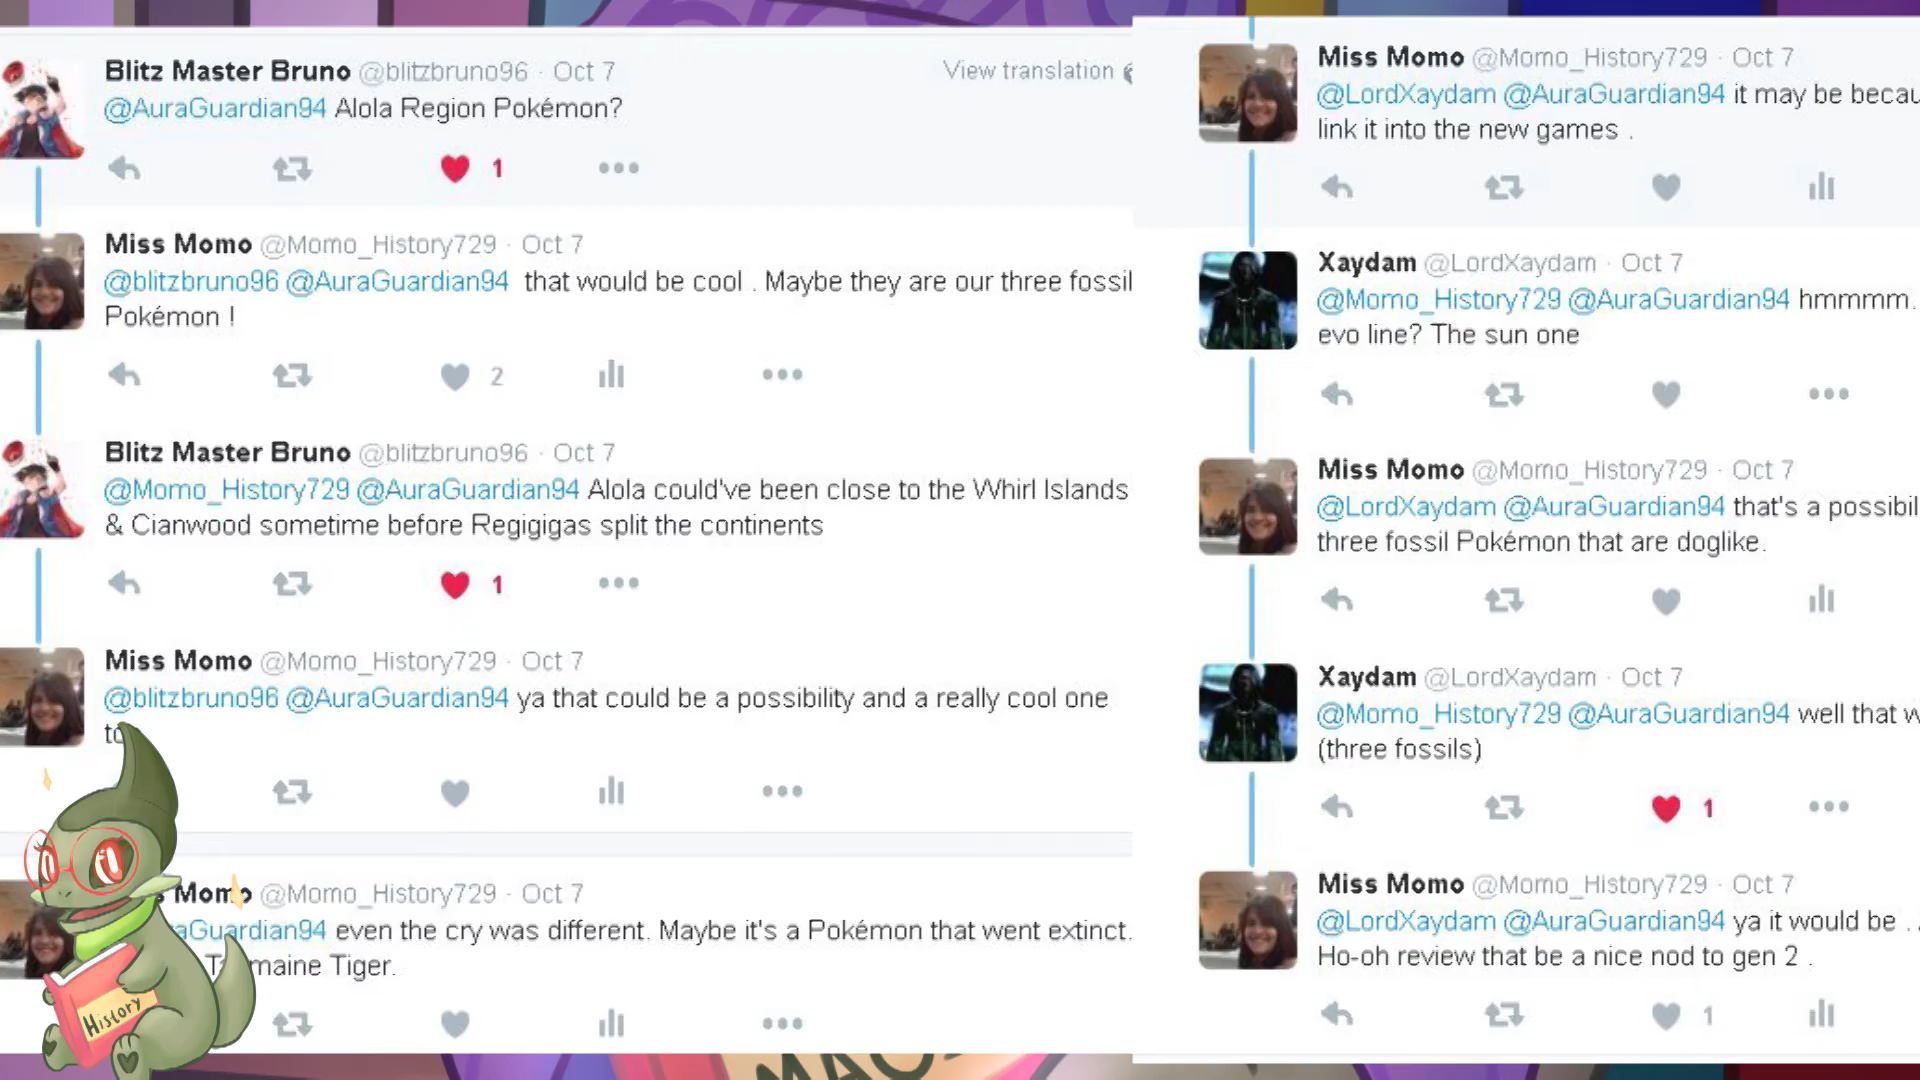 Blitz Master Bruno @blitzbruno96 · Oct 7
View translation
@AuraGuardian94 Alola Region Pokémon?
1
Miss Momo @Momo_History729 · Oct 7
@blitzbruno96 @AuraGuardian94 that would be cool . Maybe they are our three fossil
Pokémon !
2
Blitz Master Bruno @blitzbruno96 · Oct 7
@Momo_History729 @AuraGuardian94 Alola could've been close to the Whirl Islands
& Cianwood sometime before Regigigas split the continents
1
Miss Momo @Momo_History729 · Oct 7
@blitzbruno96 @AuraGuardian94 ya that could be a possibility and a really cool one
Momo @Momo_History729 · Oct 7
aGuardian94 even the cry was different. Maybe it's a Pokémon that went extinct.
Tiger.
History
Miss Momo @Momo_History729 · Oct 7
@LordXaydam @AuraGuardian94 it may be becau
link it into the new games .
Xaydam @LordXaydam · Oct 7
@Momo_History729 @AuraGuardian94 hmmmm.
evo line? The sun one
Miss Momo @Momo_History729 · Oct 7
@LordXaydam @AuraGuardian94 that's a possibil
three fossil Pokémon that are doglike.
Xaydam @LordXaydam · Oct 7
@Momo_History729 @AuraGuardian94 well that w
(three fossils)
1
Miss Momo @Momo_History729 · Oct 7
@LordXaydam @AuraGuardian94 ya it would be .
Ho-oh review that be a nice nod to gen 2 .
1